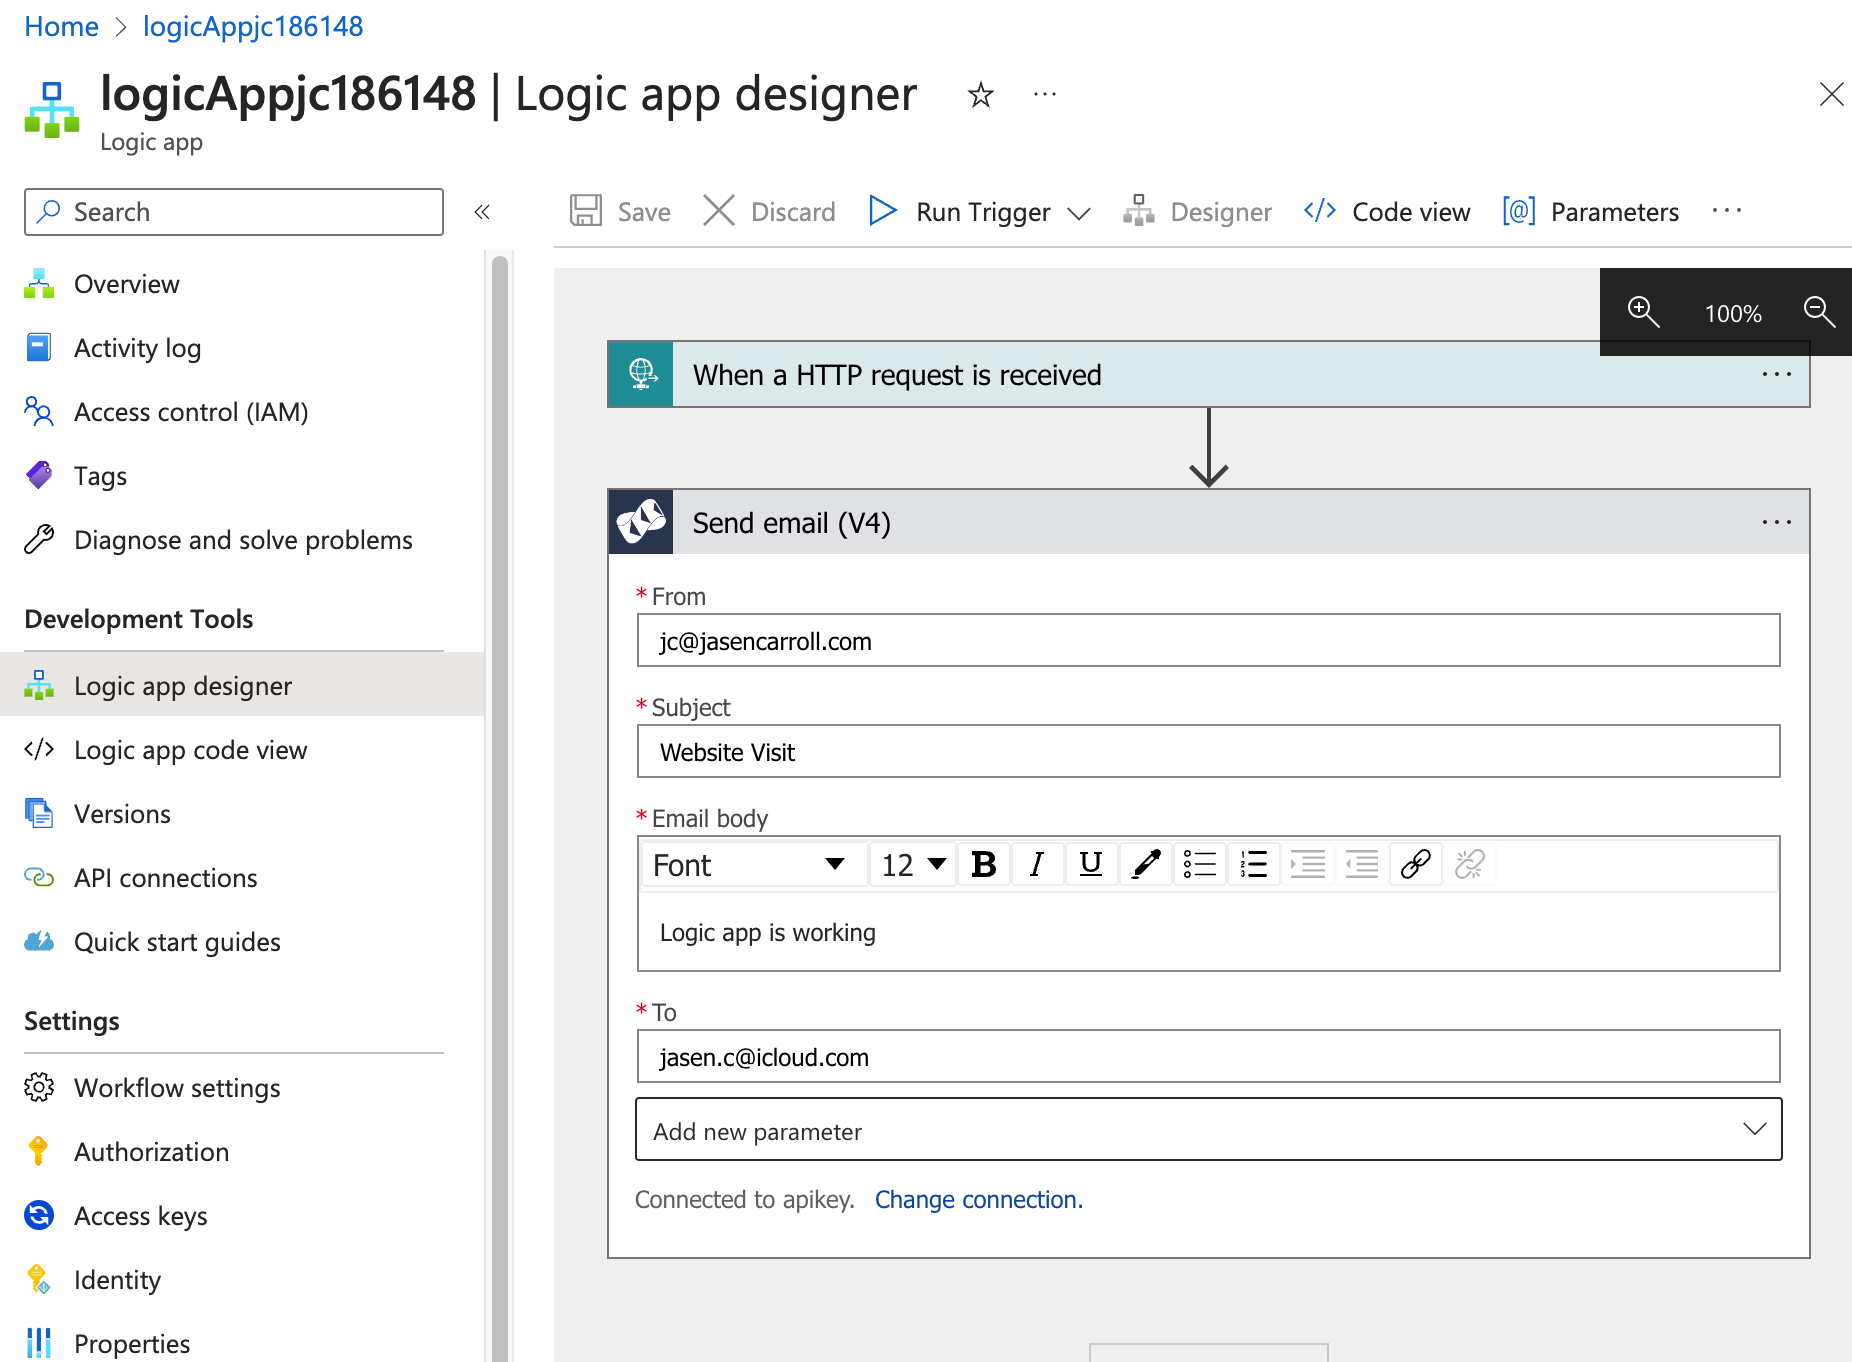 Home > logicAppjc186148
logicAppjc186148 | Logic app designer
Logic app
Search
Overview
Activity log
Access control (IAM)
Tags
Diagnose and solve problems
Development Tools
Logic app designer
Logic app code view
Versions
API connections
Quick start guides
Settings
Workflow settings
Authorization
Access keys
Identity
Properties
Save Discard Run Trigger Designer Code view Parameters
100%
When a HTTP request is received
Send email (V4)
* From
jc@jasencarroll.com
* Subject
Website Visit
* Email body
Font 12 B I U
Logic app is working
* To
jasen.c@icloud.com
Add new parameter
Connected to apikey. Change connection.